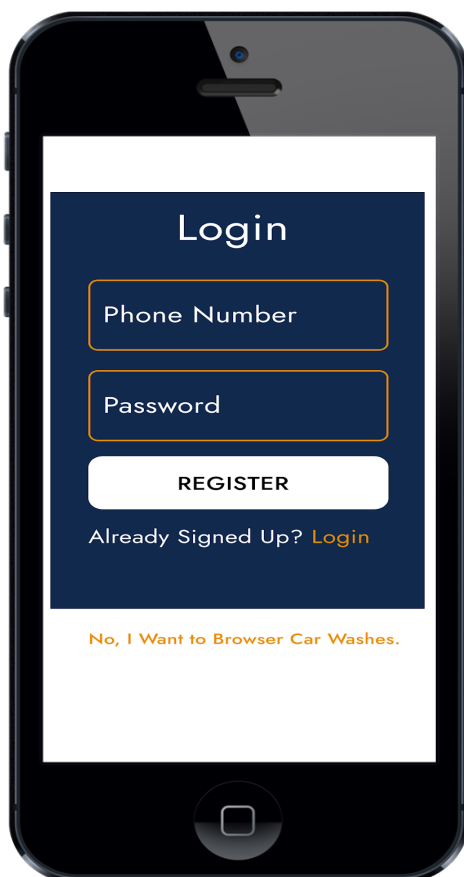 Login
Phone Number
Password
REGISTER
Already Signed Up? Login
No, I Want to Browser Car Washes.